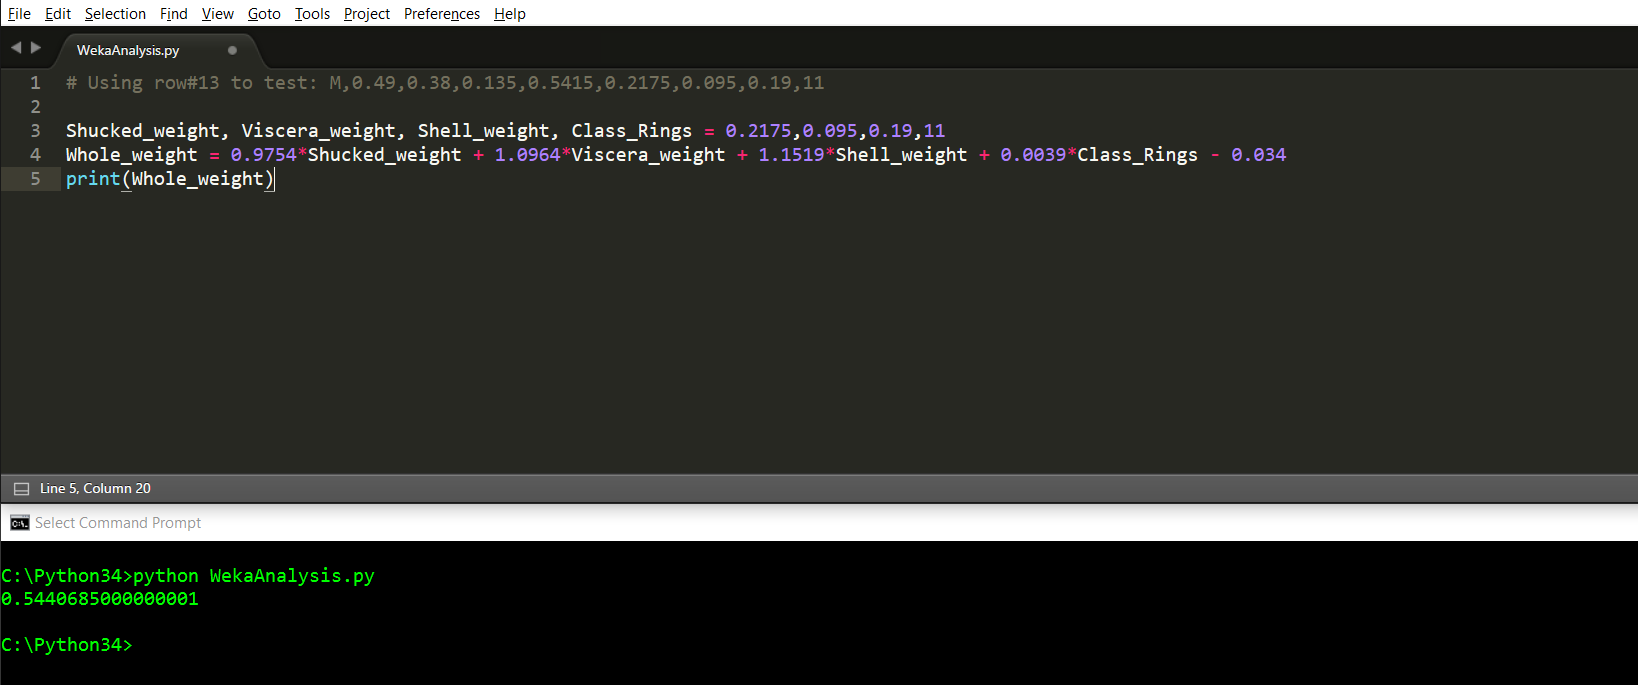 File Edit Selection Find View Goto Tools Project Preferences Help
WekaAnalysis.py
1 # Using row#13 to test: M,0.49,0.38,0.135,0.5415,0.2175,0.095,0.19,11
2
3 Shucked_weight, Viscera_weight, Shell_weight, Class_Rings = 0.2175,0.095,0.19,11
4 Whole_weight = 0.9754*Shucked_weight + 1.0964*Viscera_weight + 1.1519*Shell_weight + 0.0039*Class_Rings - 0.034
5 print(Whole_weight)
Line 5, Column 20
C:\. Select Command Prompt
C:\Python34>python WekaAnalysis.py
0.5440685000000001
C:\Python34>